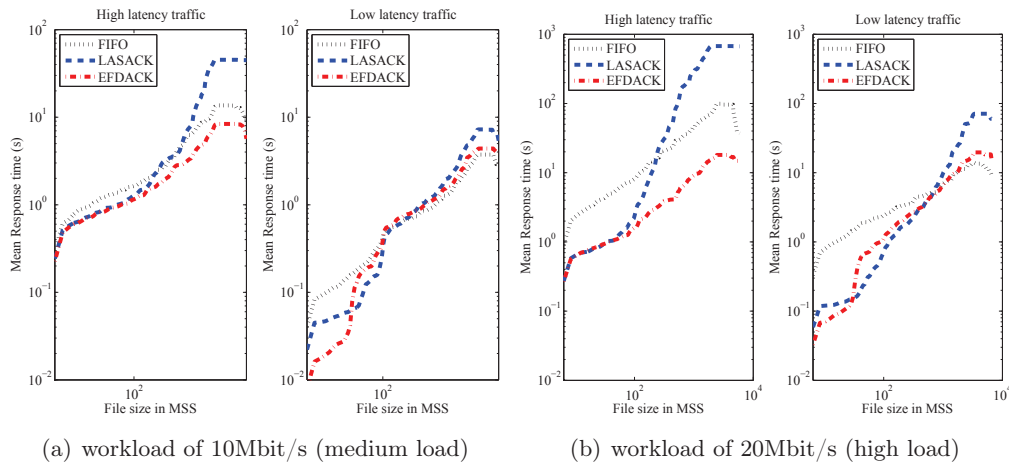 High latency traffic
Mean Response time (s)
10^2
10^1
10^0
10^-1
10^-2
FIFO
LASACK
EFDACK
10^2
File size in MSS
Low latency traffic
Mean Response time (s)
10^2
10^1
10^0
10^-1
10^-2
FIFO
LASACK
EFDACK
10^2
File size in MSS
(a) workload of 10Mbit/s (medium load)
High latency traffic
Mean Response time (s)
10^3
10^2
10^1
10^0
10^-1
10^-2
FIFO
LASACK
EFDACK
10^2
10^4
File size in MSS
Low latency traffic
Mean Response time (s)
10^3
10^2
10^1
10^0
10^-1
10^-2
FIFO
LASACK
EFDACK
10^2
10^4
File size in MSS
(b) workload of 20Mbit/s (high load)